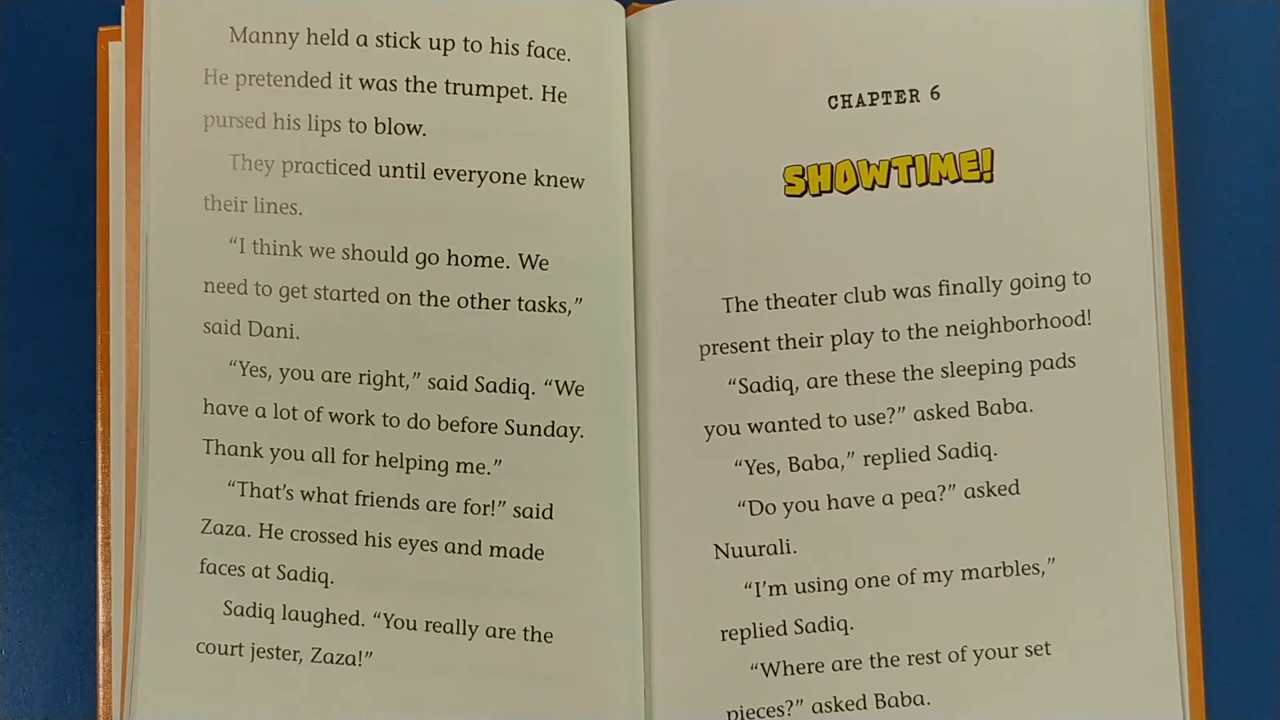 Manny held a stick up to his face.
He pretended it was the trumpet. He
pursed his lips to blow.
They practiced until everyone knew
their lines.
“I think we should go home. We
need to get started on the other tasks,”
said Dani.
“Yes, you are right,” said Sadiq. “We
have a lot of work to do before Sunday.
Thank you all for helping me.”
“That’s what friends are for!” said
Zaza. He crossed his eyes and made
faces at Sadiq.
Sadiq laughed. “You really are the
court jester, Zaza!”
CHAPTER 6
SHOWTIME!
The theater club was finally going to
present their play to the neighborhood!
“Sadiq, are these the sleeping pads
you wanted to use?” asked Baba.
“Yes, Baba,” replied Sadiq.
“Do you have a pea?” asked
Nuurali.
“I’m using one of my marbles,”
replied Sadiq.
“Where are the rest of your set
pieces?” asked Baba.